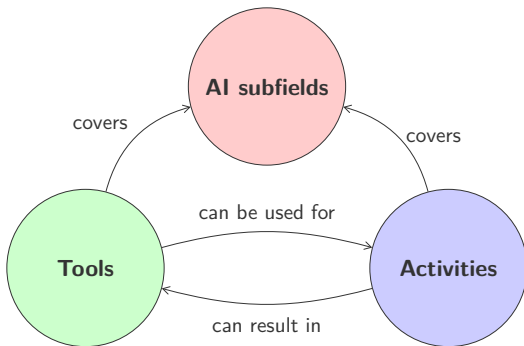 AI subfields
covers
covers
can be used for
Tools
Activities
can result in